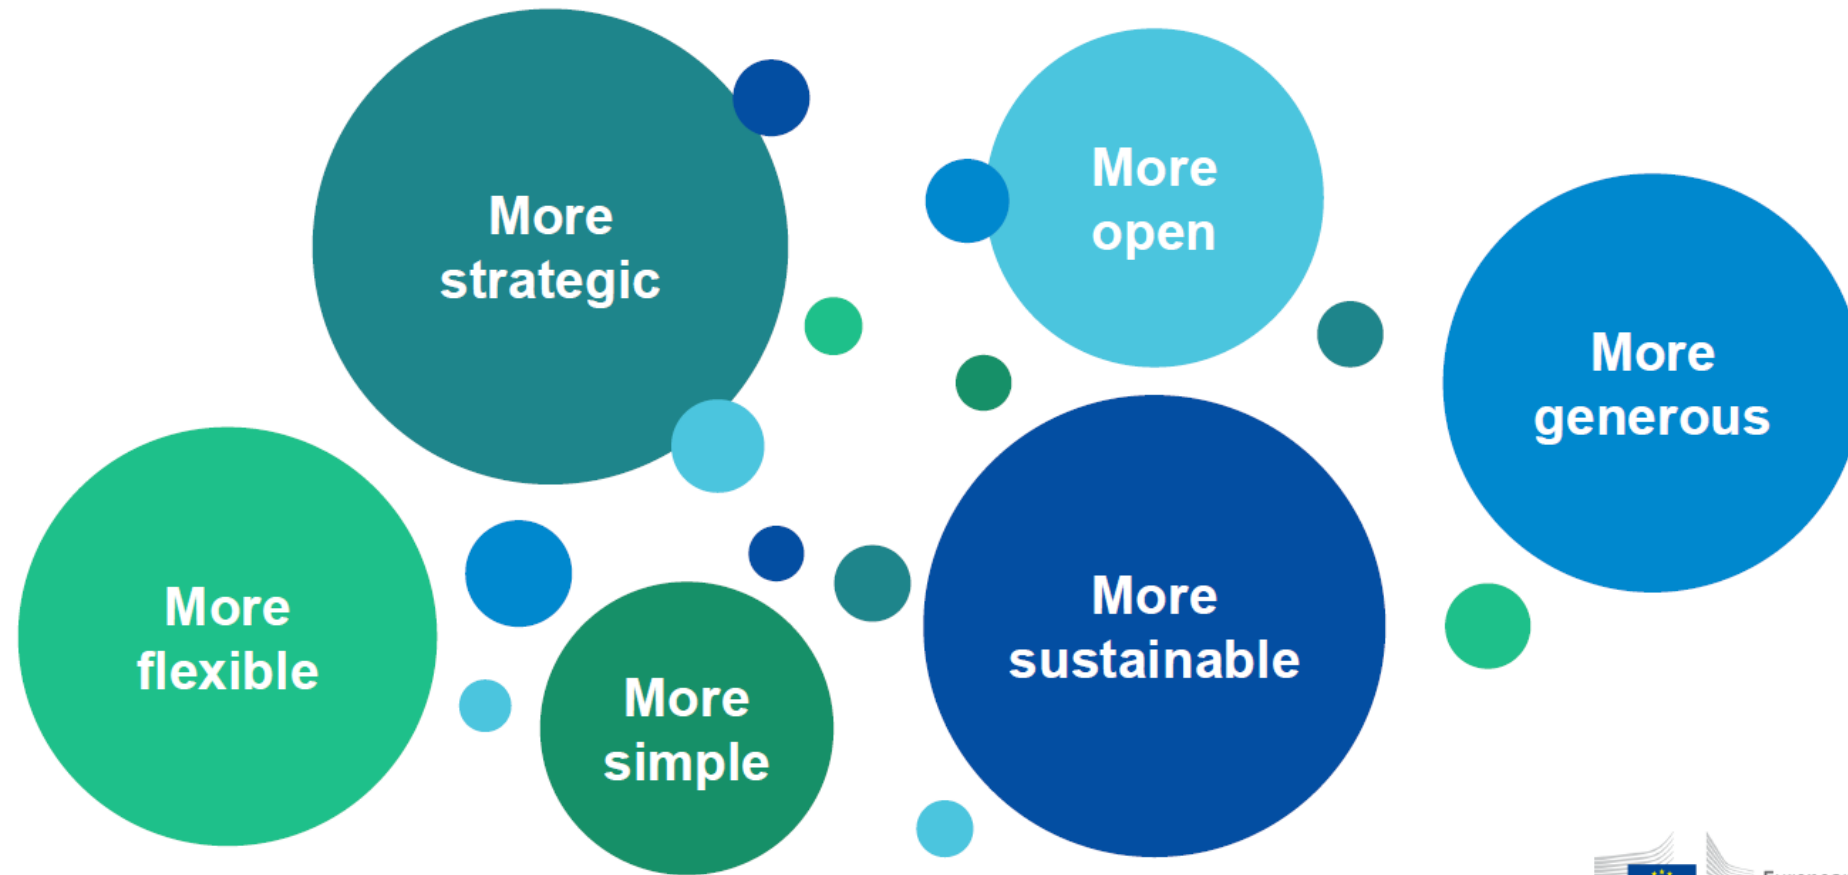 More
strategic
More
open
More
generous
More
flexible
More
simple
More
sustainable